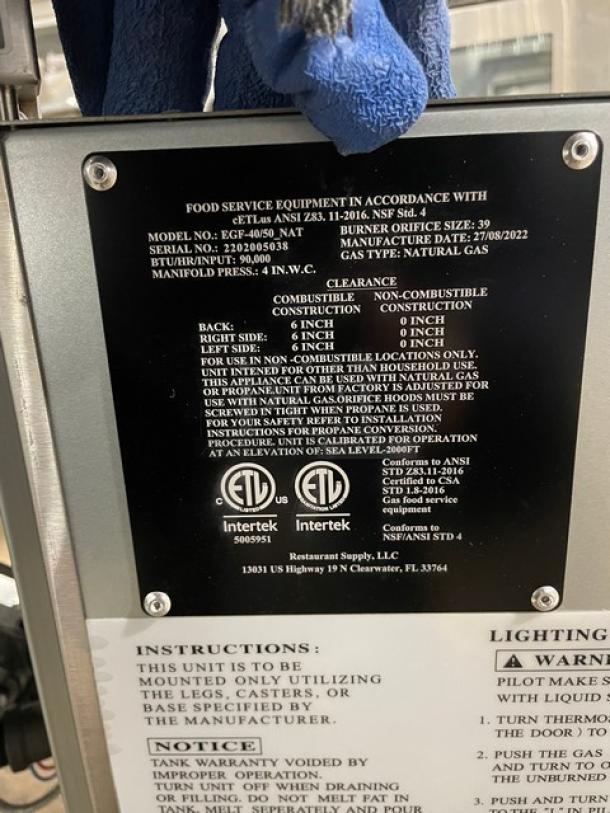 FOOD SERVICE EQUIPMENT IN ACCORDANCE WITH
cETLus ANSI Z83. 11-2016. NSF Std. 4
MODEL NO.: EGF-40/50_NAT
SERIAL NO.: 2202005038
BTU/HR/INPUT: 90,000
MANIFOLD PRESS.: 4 IN.W.C.
BURNER ORIFICE SIZE: 39
MANUFACTURE DATE: 27/08/2022
GAS TYPE: NATURAL GAS
CLEARANCE
COMBUSTIBLE NON-COMBUSTIBLE
CONSTRUCTION CONSTRUCTION
BACK: 6 INCH 0 INCH
RIGHT SIDE: 6 INCH 0 INCH
LEFT SIDE: 6 INCH 0 INCH
FOR USE IN NON -COMBUSTIBLE LOCATIONS ONLY.
UNIT INTENED FOR OTHER THAN HOUSEHOLD USE.
THIS APPLIANCE CAN BE USED WITH NATURAL GAS
OR PROPANE.UNIT FROM FACTORY IS ADJUSTED FOR
USE WITH NATURAL GAS.ORIFICE HOODS MUST BE
SCREWED IN TIGHT WHEN PROPANE IS USED.
FOR YOUR SAFETY REFER TO INSTALLATION
INSTRUCTIONS FOR PROPANE CONVERSION.
PROCEDURE. UNIT IS CALIBRATED FOR OPERATION
AT AN ELEVATION OF: SEA LEVEL-2000FT
C ETL US
LISTED
Intertek
5005951
ETL
SANITATION LISTED
Intertek
Conforms to ANSI
STD Z83.11-2016
Certified to CSA
STD 1.8-2016
Gas food service
equipment
Conforms to
NSF/ANSI STD 4
Restaurant Supply, LLC
13031 US Highway 19 N Clearwater, FL 33764
INSTRUCTIONS:
THIS UNIT IS TO BE
MOUNTED ONLY UTILIZING
THE LEGS, CASTERS, OR
BASE SPECIFIED BY
THE MANUFACTURER.
NOTICE
TANK WARRANTY VOIDED BY
IMPROPER OPERATION.
TURN UNIT OFF WHEN DRAINING
OR FILLING. DO NOT MELT FAT IN
TANK. MELT SEPERATELY AND POUR
LIGHTING
WARNI
PILOT MAKE S
WITH LIQUID S
1. TURN THERMOS
THE DOOR ) TO
2. PUSH THE GAS
AND TURN TO O
THE UNBURNED
3. PUSH AND TURN
TO THE "I" IN PIL